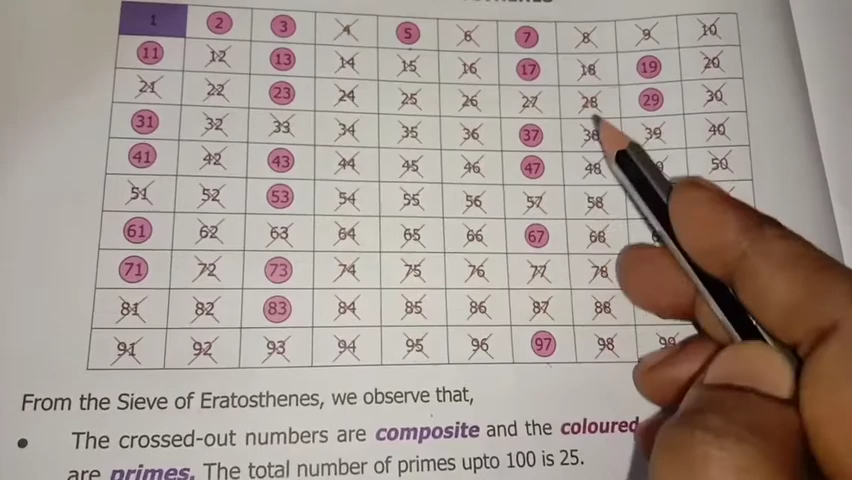 1 2 3 4 5 6 7 8 9 10
11 12 13 14 15 16 17 18 19 20
21 22 23 24 25 26 27 28 29 30
31 32 33 34 35 36 37 38 39 40
41 42 43 44 45 46 47 48 50
51 52 53 54 55 56 57 58
61 62 63 64 65 66 67 68
71 72 73 74 75 76 77 78
81 82 83 84 85 86 87 88
91 92 93 94 95 96 97 98 99
From the Sieve of Eratosthenes, we observe that,
• The crossed-out numbers are composite and the coloured
are primes. The total number of primes upto 100 is 25.